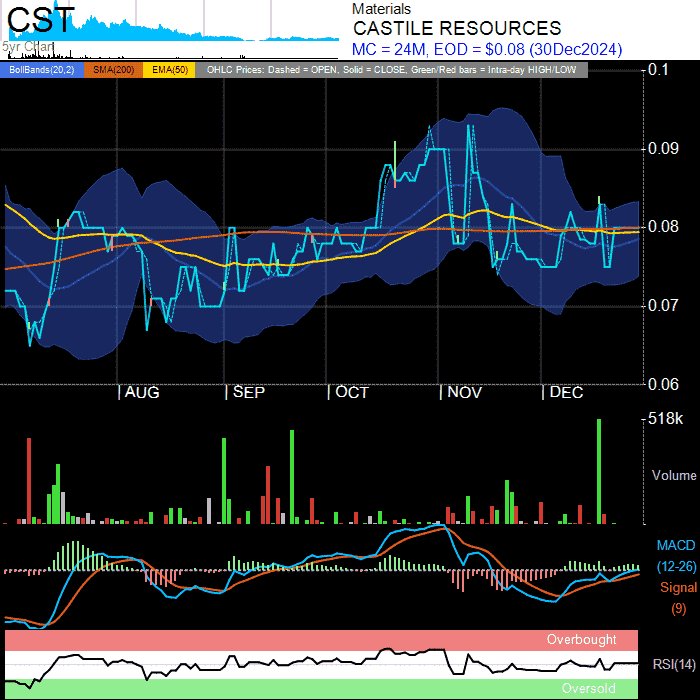 CST
5yr Chart
Materials
CASTILE RESOURCES
MC = 24M, EOD = $0.08 (30Dec2024)
BollBands(20,2) SMA(200) EMA(50) OHLC Prices: Dashed = OPEN, Solid = CLOSE, Green/Red bars = Intra-day HIGH/LOW
0.1
0.09
0.08
0.07
0.06
AUG SEP OCT NOV DEC
518k
Volume
MACD
(12-26)
Signal
(9)
Overbought
RSI(14)
Oversold